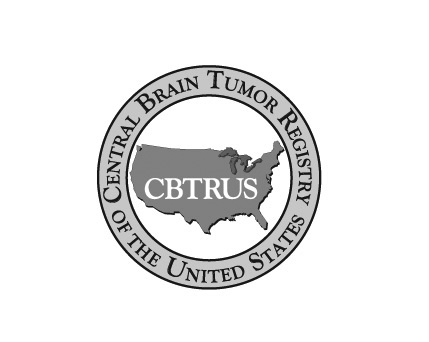 CENTRAL BRAIN TUMOR REGISTRY
OF THE UNITED STATES
CBTRUS